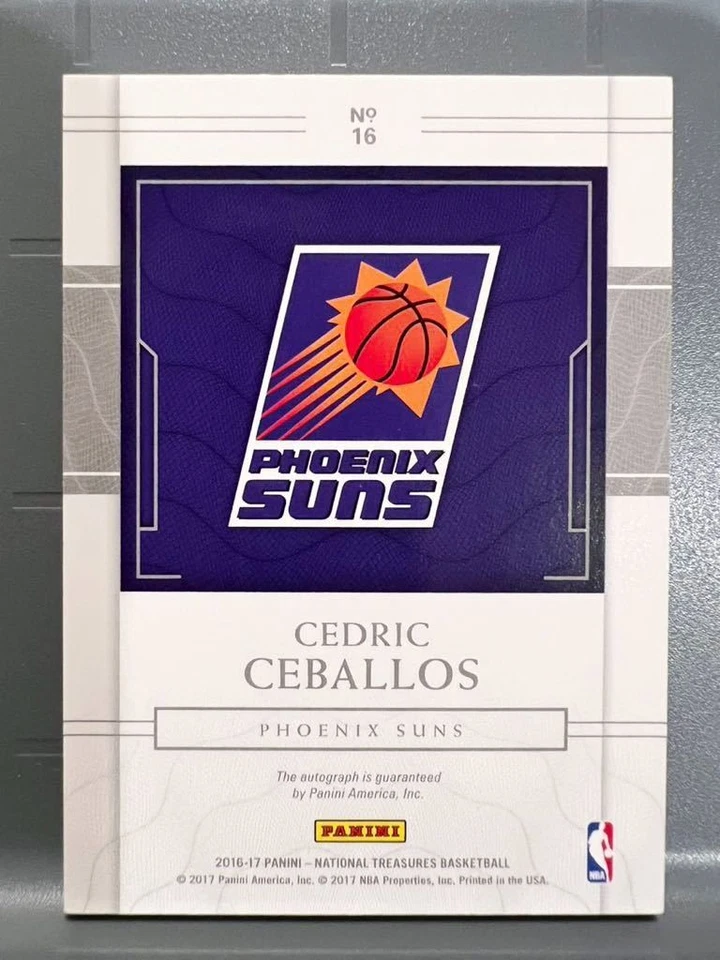 Nº
16
PHOENIX
SUNS
CEDRIC
CEBALLOS
PHOENIX SUNS
The autograph is guaranteed
by Panini America, Inc.
PANINI
2016-17 PANINI – NATIONAL TREASURES BASKETBALL
© 2017 Panini America, Inc. © 2017 NBA Properties, Inc. Printed in the USA.
NBA